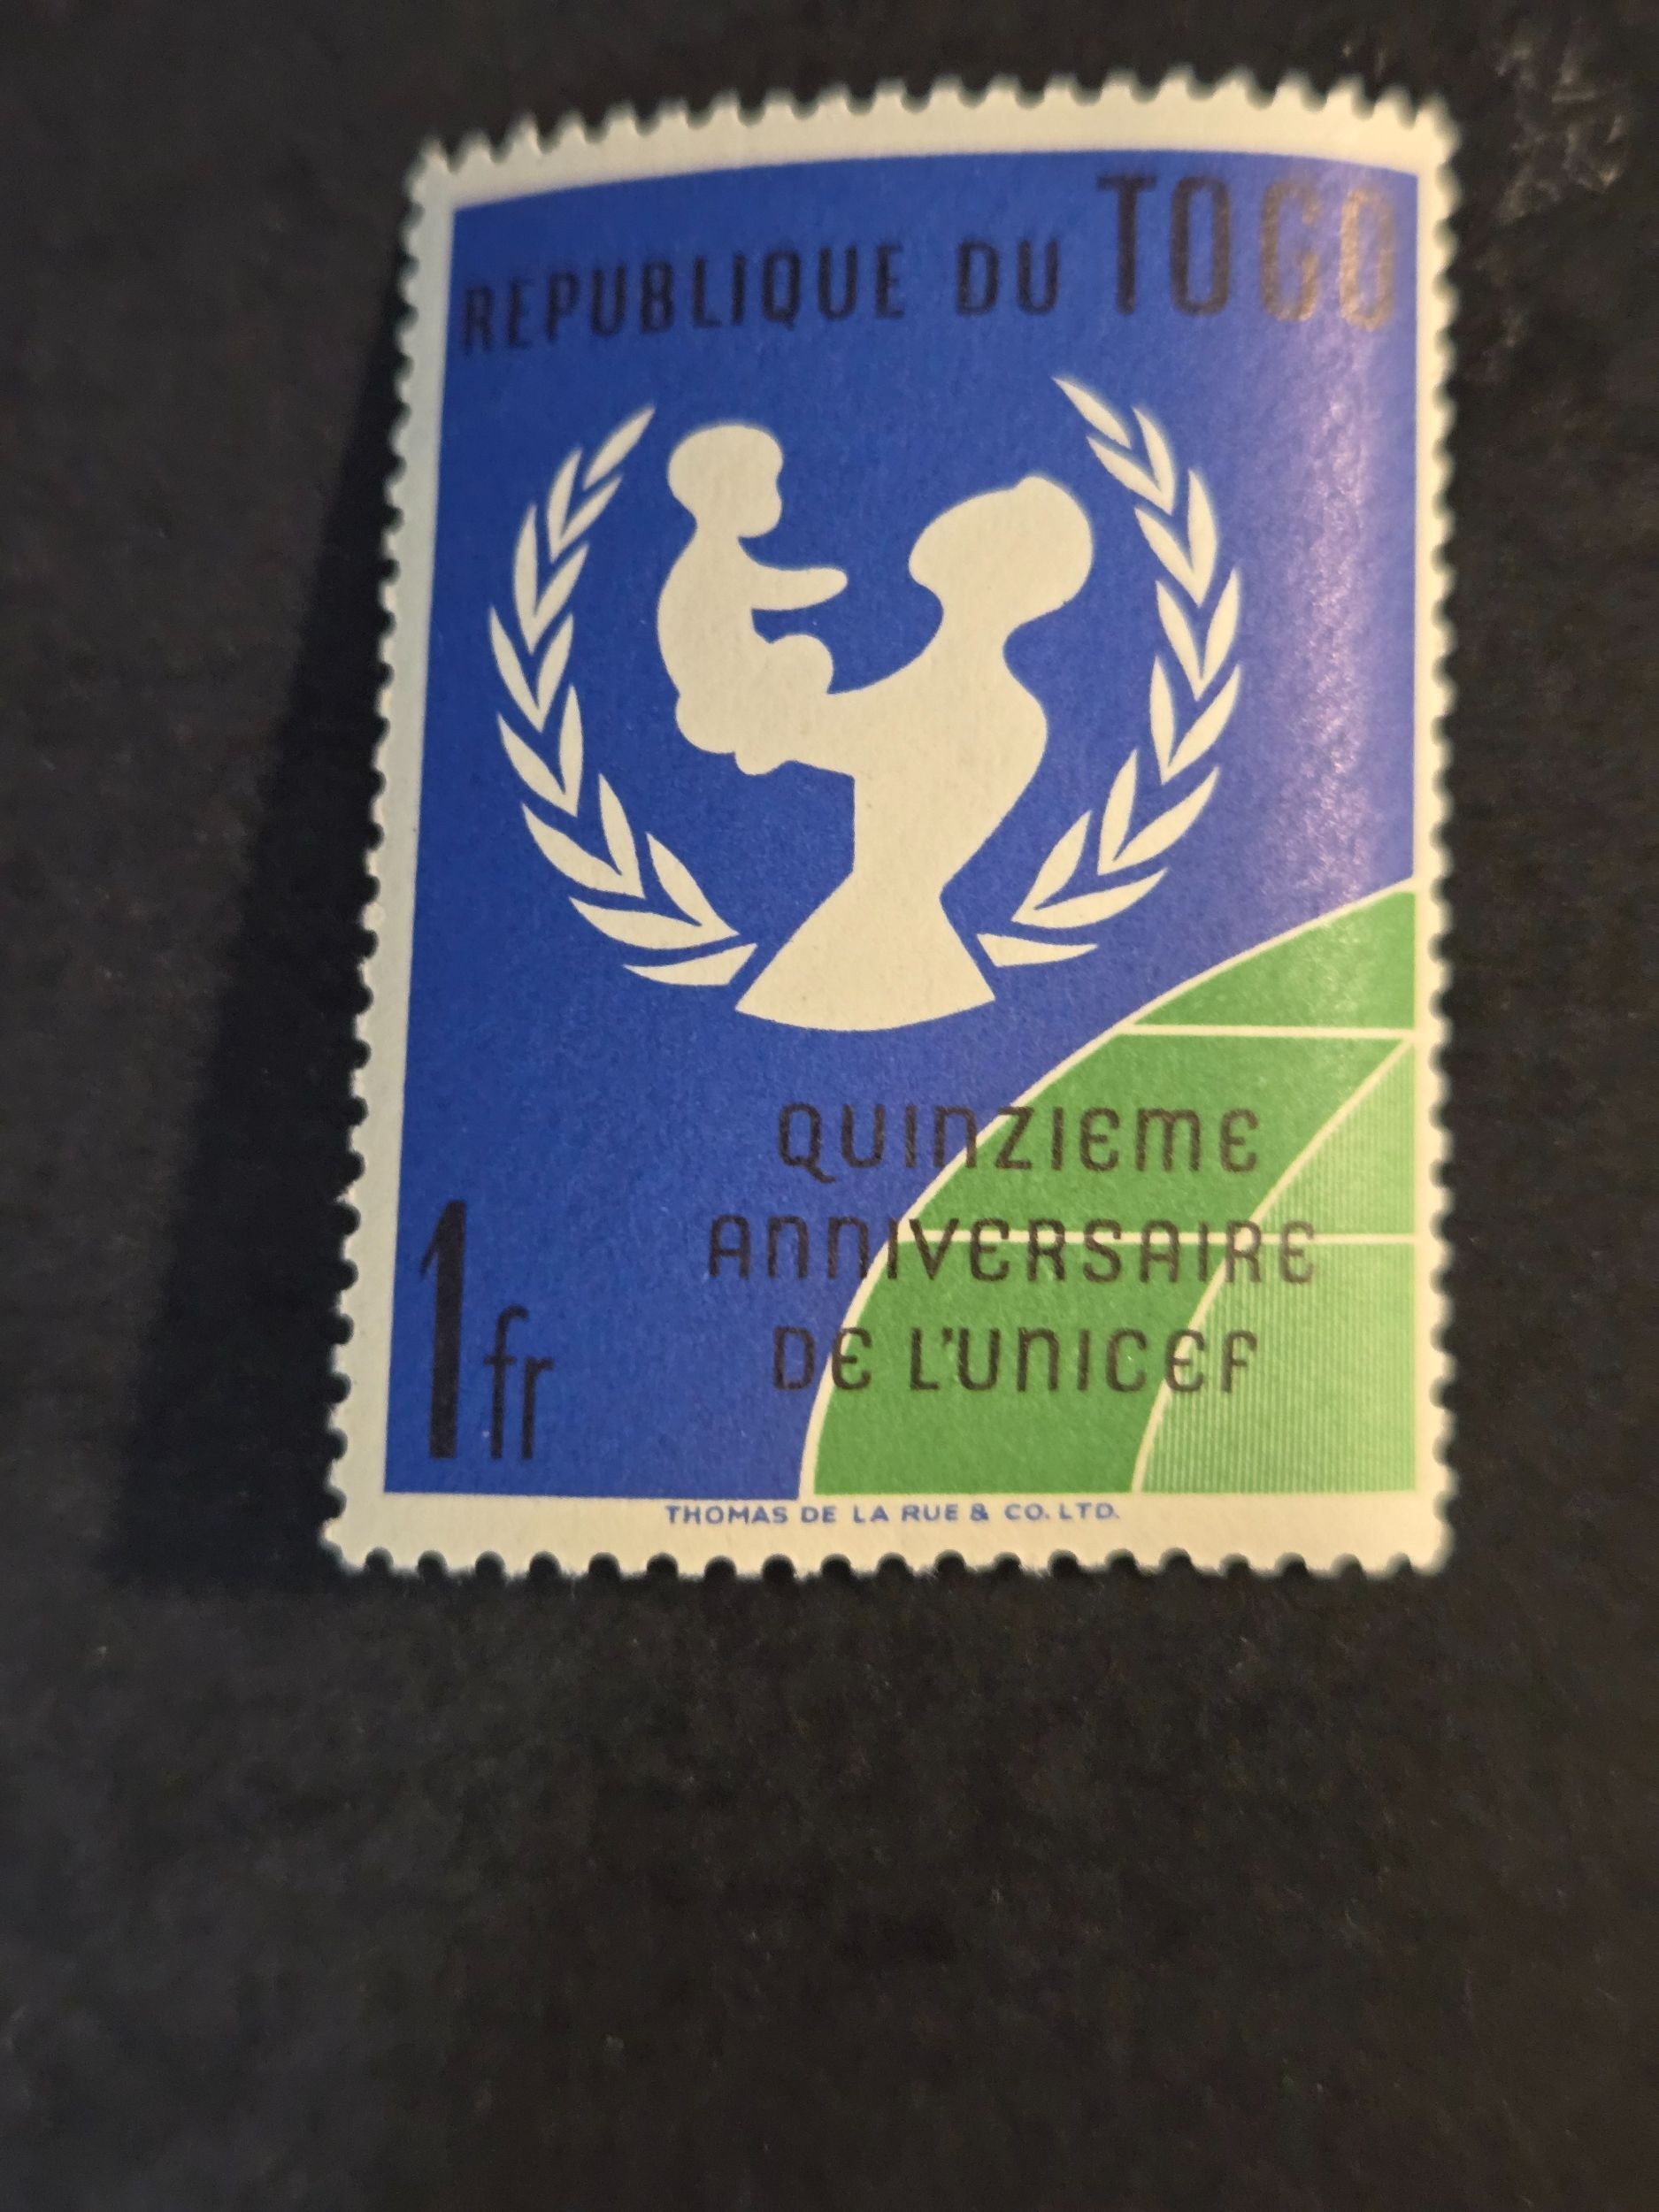 REPUBLIQUE DU TOGO
QUINZIEME
ANNIVERSAIRE
DE L'UNICEF
1fr
THOMAS DE LA RUE & CO. LTD.